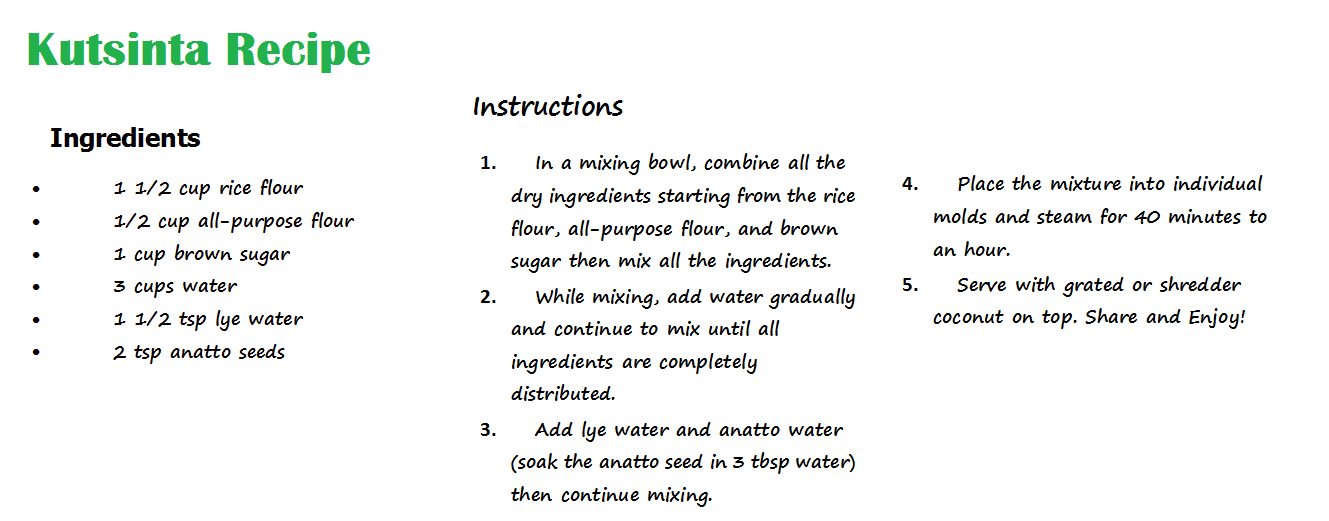 Kutsinta Recipe
Ingredients
• 1 1/2 cup rice flour
• 1/2 cup all-purpose flour
• 1 cup brown sugar
• 3 cups water
• 1 1/2 tsp lye water
• 2 tsp anatto seeds
Instructions
1. In a mixing bowl, combine all the
dry ingredients starting from the rice
flour, all-purpose flour, and brown
sugar then mix all the ingredients.
2. While mixing, add water gradually
and continue to mix until all
ingredients are completely
distributed.
3. Add lye water and anatto water
(soak the anatto seed in 3 tbsp water)
then continue mixing.
4. Place the mixture into individual
molds and steam for 40 minutes to
an hour.
5. Serve with grated or shredder
coconut on top. Share and Enjoy!